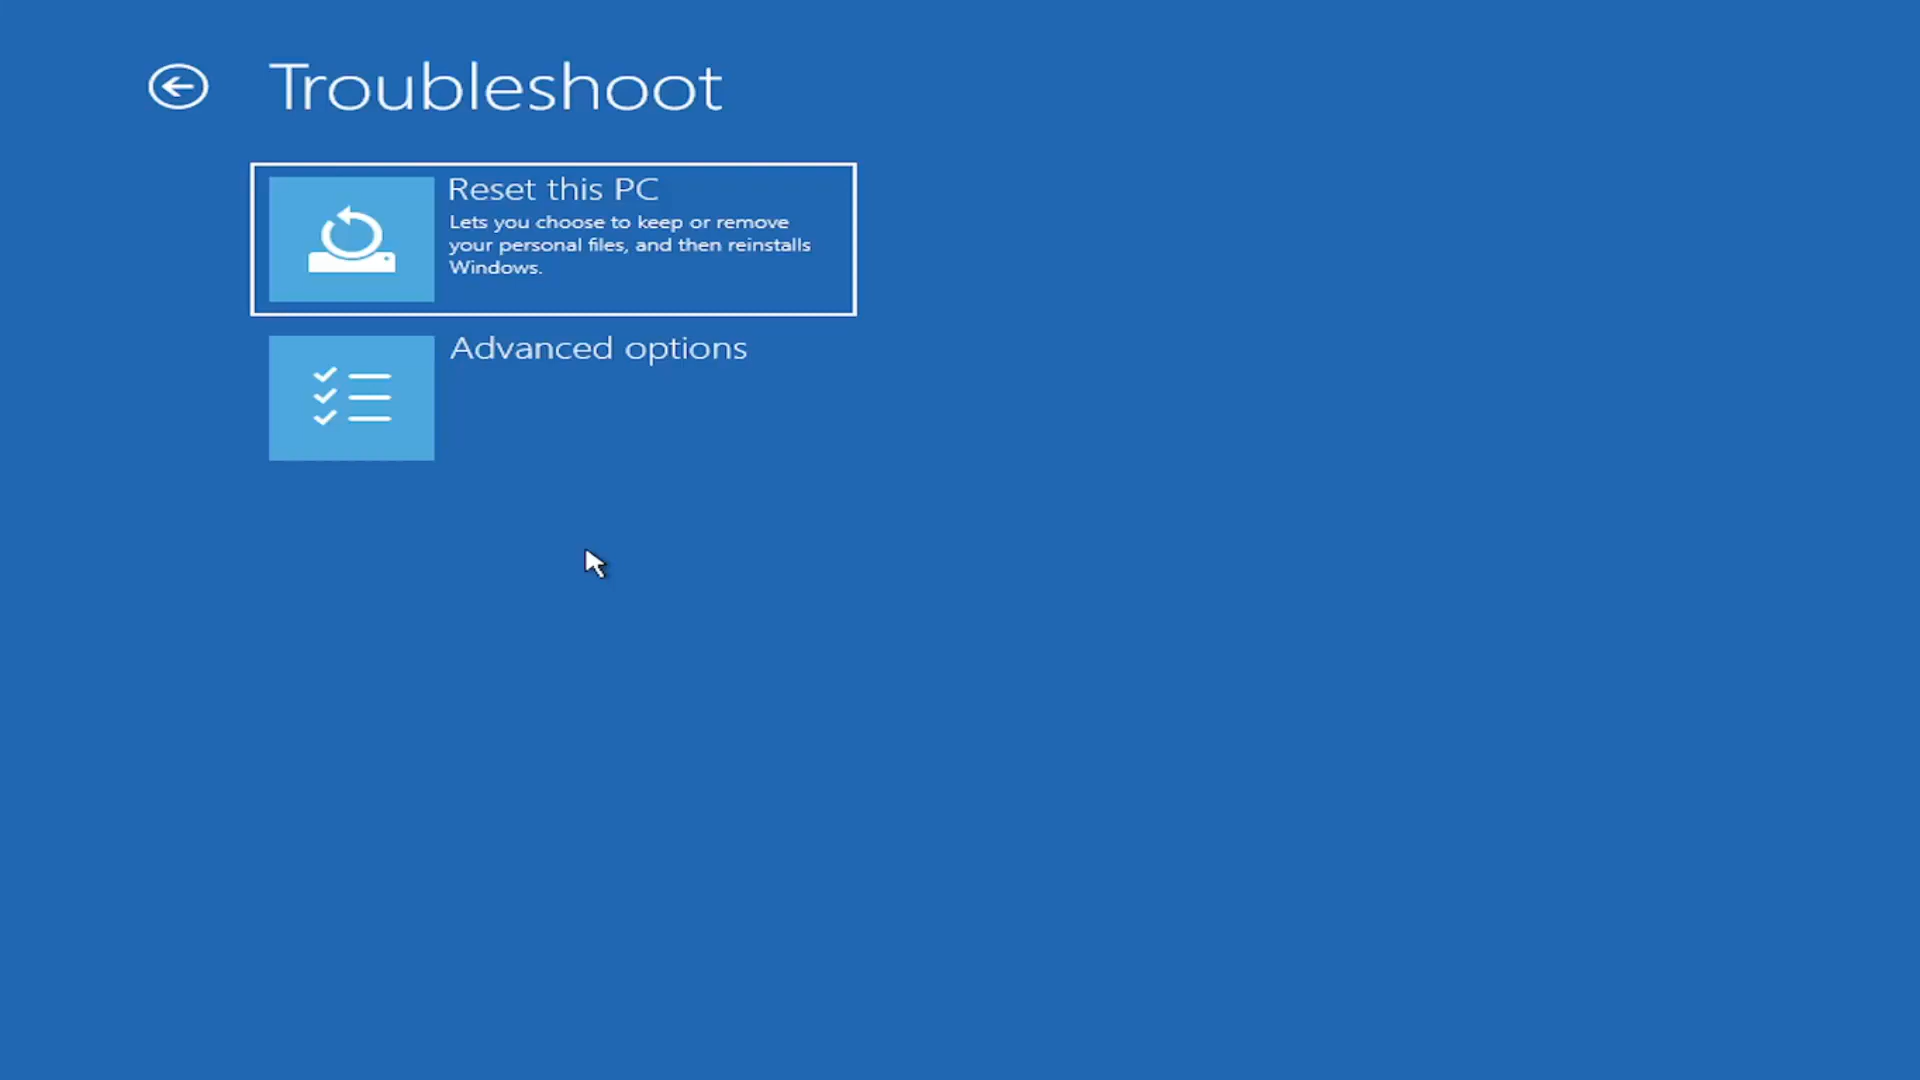 Troubleshoot
Reset this PC
Lets you choose to keep or remove
your personal files, and then reinstalls
Windows.
Advanced options